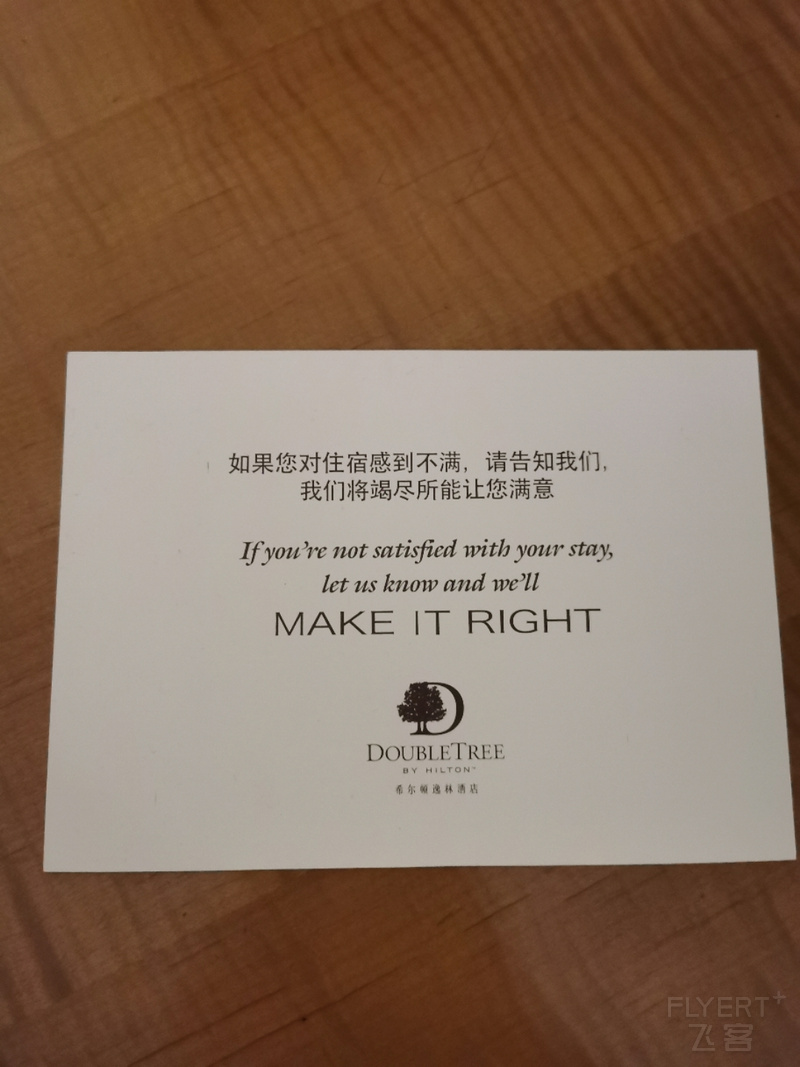 如果您对住宿感到不满，请告知我们，
我们将竭尽所能让您满意
If you're not satisfied with your stay,
let us know and we'll
MAKE IT RIGHT
D
DOUBLETREE
BY HILTON™
希尔顿逸林酒店
FLYERT+
飞客